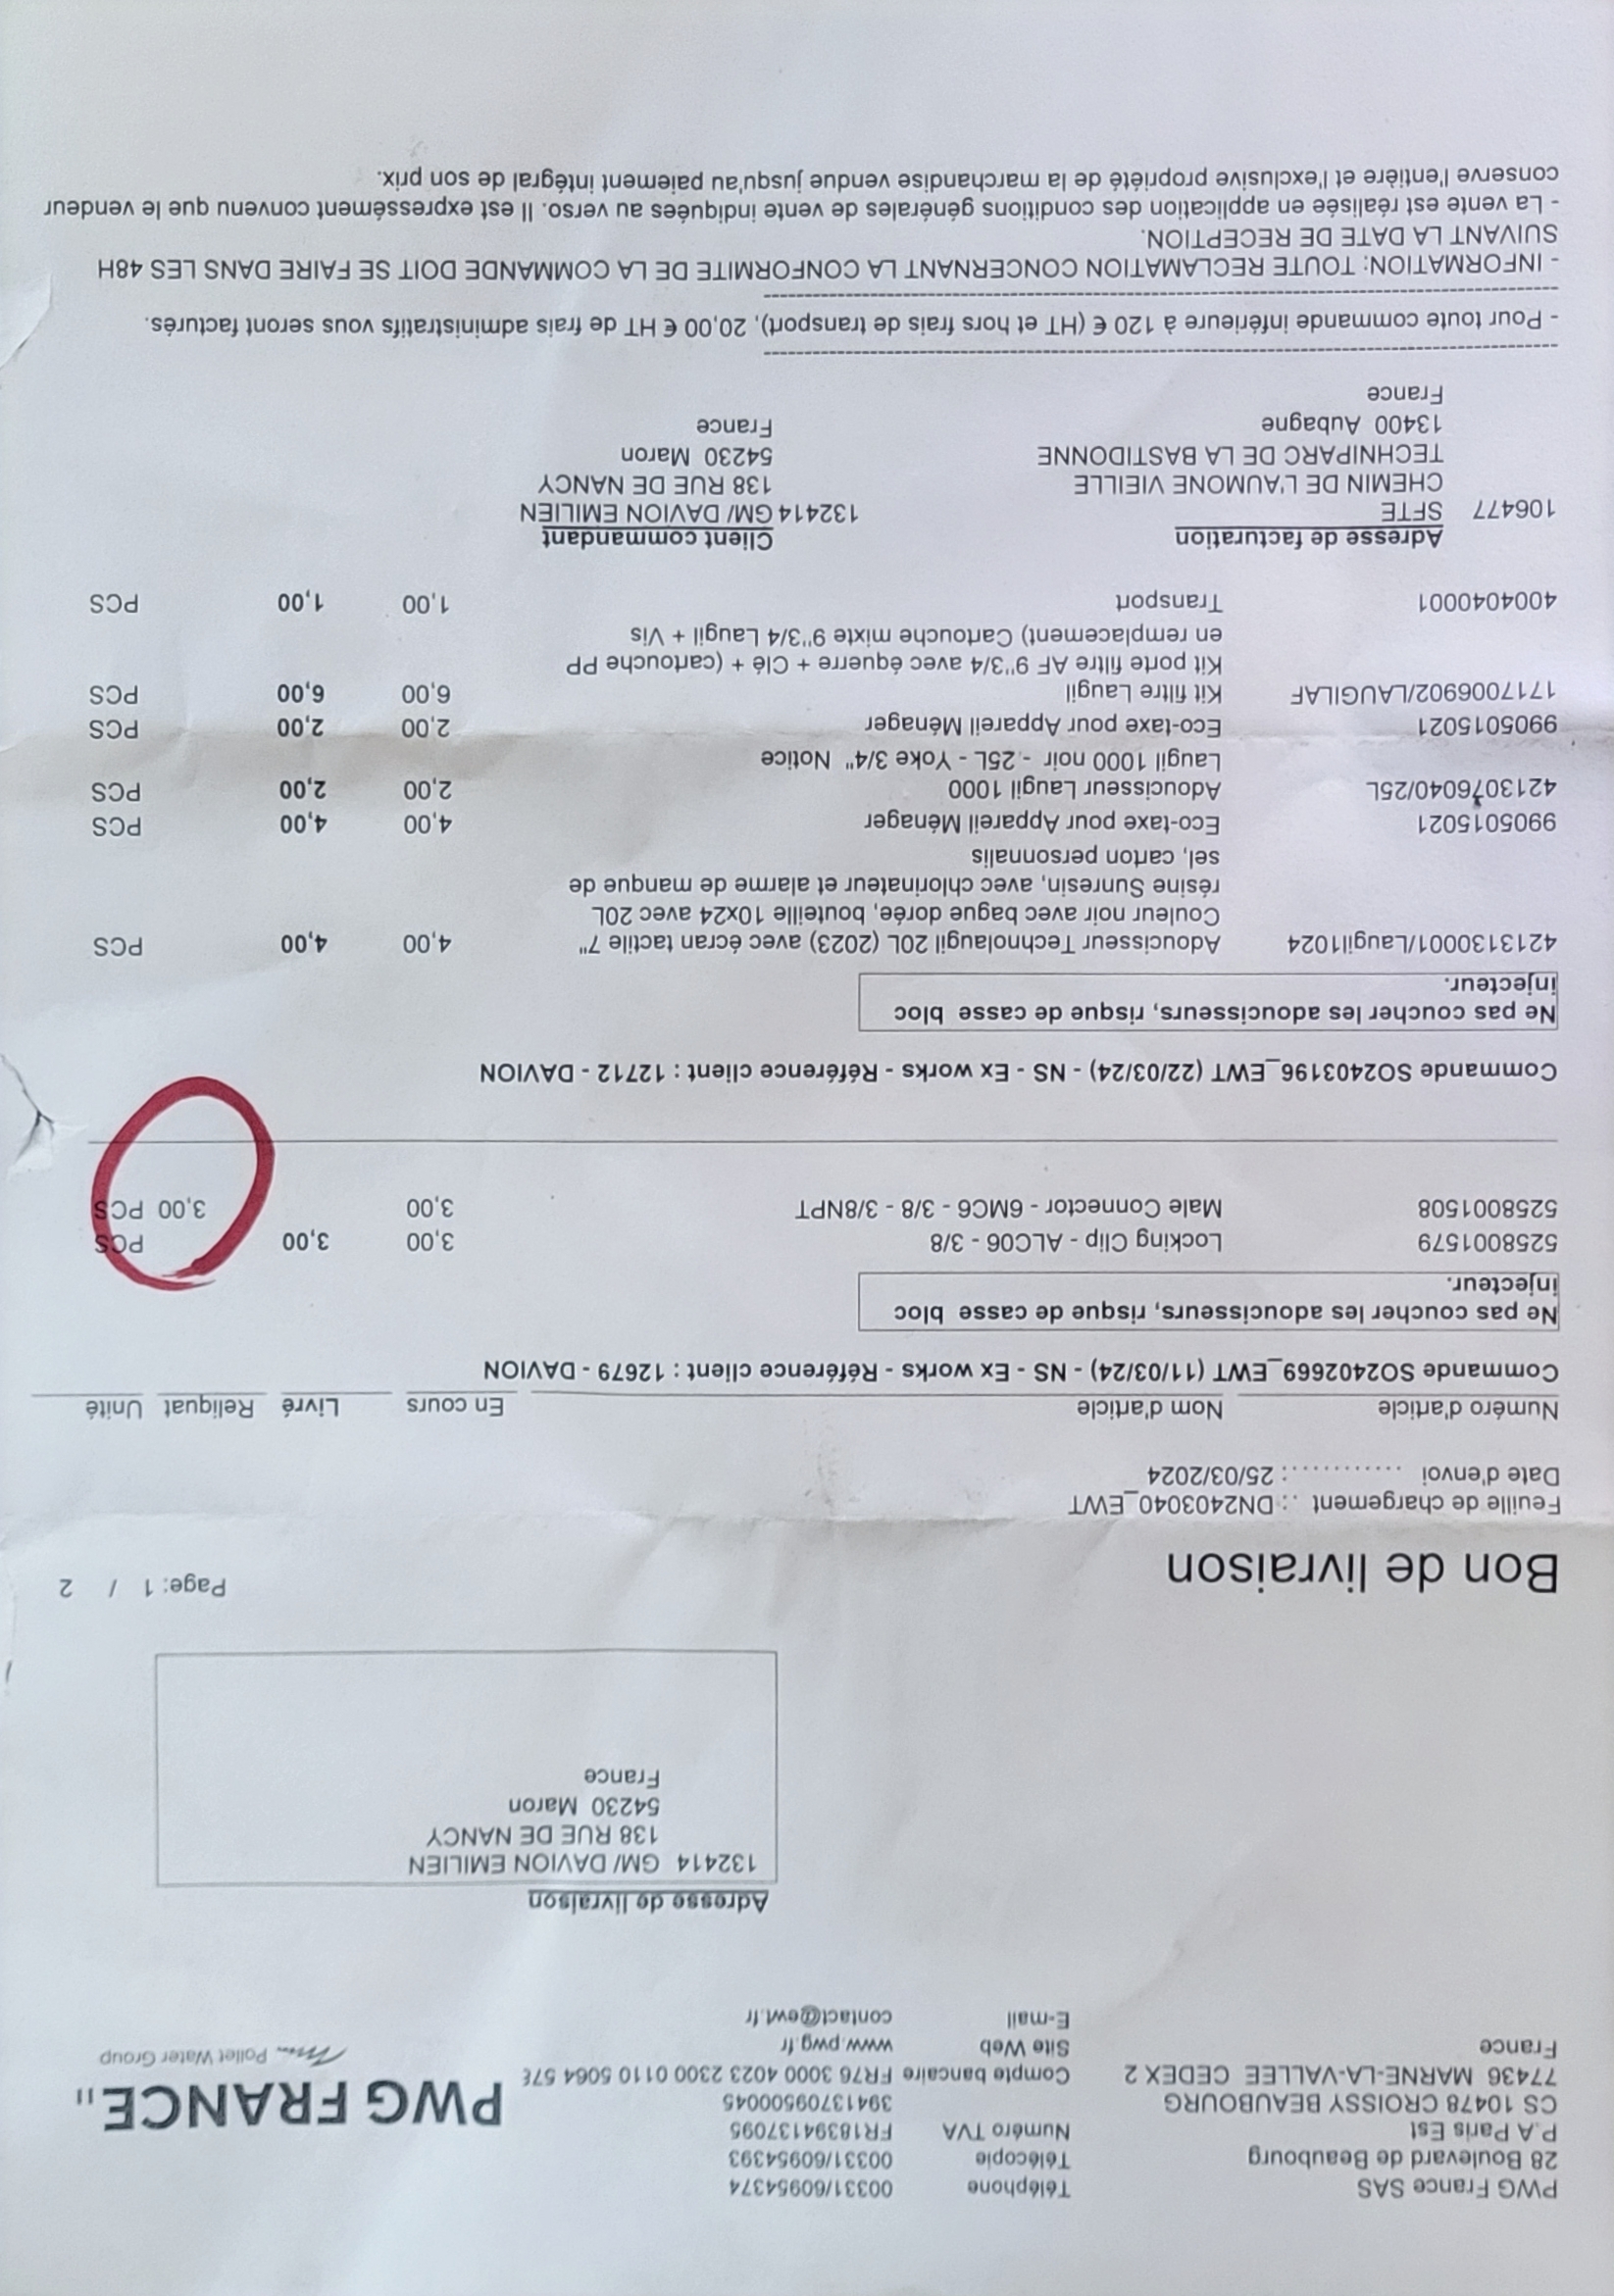 PWG France SAS
28 Boulevard de Beaubourg
P.A Paris Est
CS 10478 CROISSY BEAUBOURG
77436 MARNE-LA-VALLEE CEDEX 2
France
Téléphone 00331/60954374
Télécopie 00331/60954393
Numéro TVA FR18394137095
39413709500045
Compte bancaire FR76 3000 4023 2300 0110 5064 576
Site Web www.pwg.fr
E-mail contact@ewt.fr
PWG FRANCE"
Pollet Water Group
Adresse de livraison
132414 GM/ DAVION EMILIEN
138 RUE DE NANCY
54230 Maron
France
Bon de livraison
Page: 1 / 2
Feuille de chargement .: DN2403040_EWT
Date d'envoi ............: 25/03/2024
Numéro d'article Nom d'article En cours Livré Reliquat Unité
Commande SO2402669_EWT (11/03/24) - NS - Ex works - Référence client : 12679 - DAVION
Ne pas coucher les adoucisseurs, risque de casse bloc
injecteur.
5258001579 Locking Clip - ALC06 - 3/8 3,00 3,00 PCS
5258001508 Male Connector - 6MC6 - 3/8 - 3/8NPT 3,00 3,00 PCS
Commande SO2403196_EWT (22/03/24) - NS - Ex works - Référence client : 12712 - DAVION
Ne pas coucher les adoucisseurs, risque de casse bloc
injecteur.
4213130001/Laugil1024 Adoucisseur Technolaugil 20L (2023) avec écran tactile 7" 4,00 4,00 PCS
Couleur noir avec bague dorée, bouteille 10x24 avec 20L
résine Sunresin, avec chlorinateur et alarme de manque de
sel, carton personnalis
9905015021 Eco-taxe pour Appareil Ménager 4,00 4,00 PCS
4213076040/25L Adoucisseur Laugil 1000 2,00 2,00 PCS
Laugil 1000 noir - 25L - Yoke 3/4" Notice
9905015021 Eco-taxe pour Appareil Ménager 2,00 2,00 PCS
1717006902/LAUGILAF Kit filtre Laugil 6,00 6,00 PCS
Kit porte filtre AF 9"3/4 avec équerre + Clé + (cartouche PP
en remplacement) Cartouche mixte 9"3/4 Laugil + Vis
4004040001 Transport 1,00 1,00 PCS
Adresse de facturation
106477 SFTE
CHEMIN DE L'AUMONE VIEILLE
TECHNIPARC DE LA BASTIDONNE
13400 Aubagne
France
Client commandant
132414 GM/ DAVION EMILIEN
138 RUE DE NANCY
54230 Maron
France
- Pour toute commande inférieure à 120 € (HT et hors frais de transport), 20,00 € HT de frais administratifs vous seront facturés.
- INFORMATION: TOUTE RECLAMATION CONCERNANT LA CONFORMITE DE LA COMMANDE DOIT SE FAIRE DANS LES 48H
SUIVANT LA DATE DE RECEPTION.
- La vente est réalisée en application des conditions générales de vente indiquées au verso. Il est expressément convenu que le vendeur
conserve l'entière et l'exclusive propriété de la marchandise vendue jusqu'au paiement intégral de son prix.